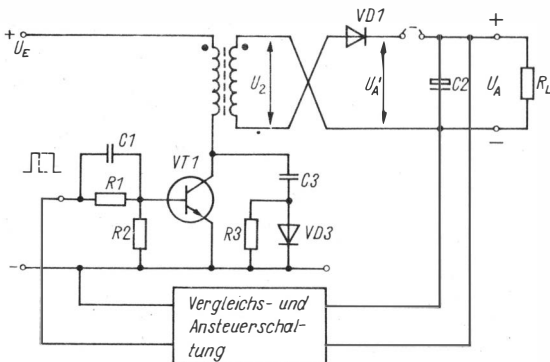 VD1
+
U_E
U_2
U_A'
C2
U_A
R_L
+
−
C1
VT1
R1
C3
R2
R3
VD3
−
Vergleichs- und
Ansteuerschal-
tung